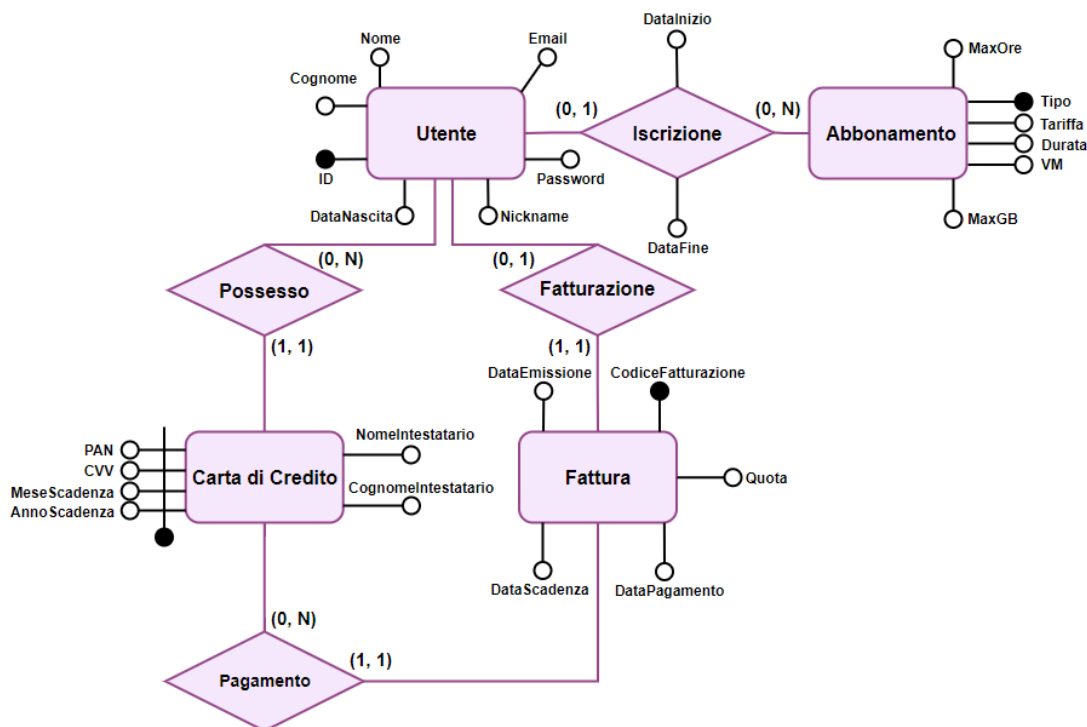 DataInizio
Nome
Email
MaxOre
Cognome
(0, 1)
(0, N)
Tipo
Utente
Iscrizione
Abbonamento
Tariffa
Durata
VM
ID
Password
DataNascita
Nickname
MaxGB
DataFine
(0, N)
(0, 1)
Possesso
Fatturazione
(1, 1)
(1, 1)
DataEmissione
CodiceFatturazione
NomeIntestatario
PAN
CVV
Carta di Credito
Fattura
Quota
MeseScadenza
CognomeIntestatario
AnnoScadenza
DataScadenza
DataPagamento
(0, N)
(1, 1)
Pagamento